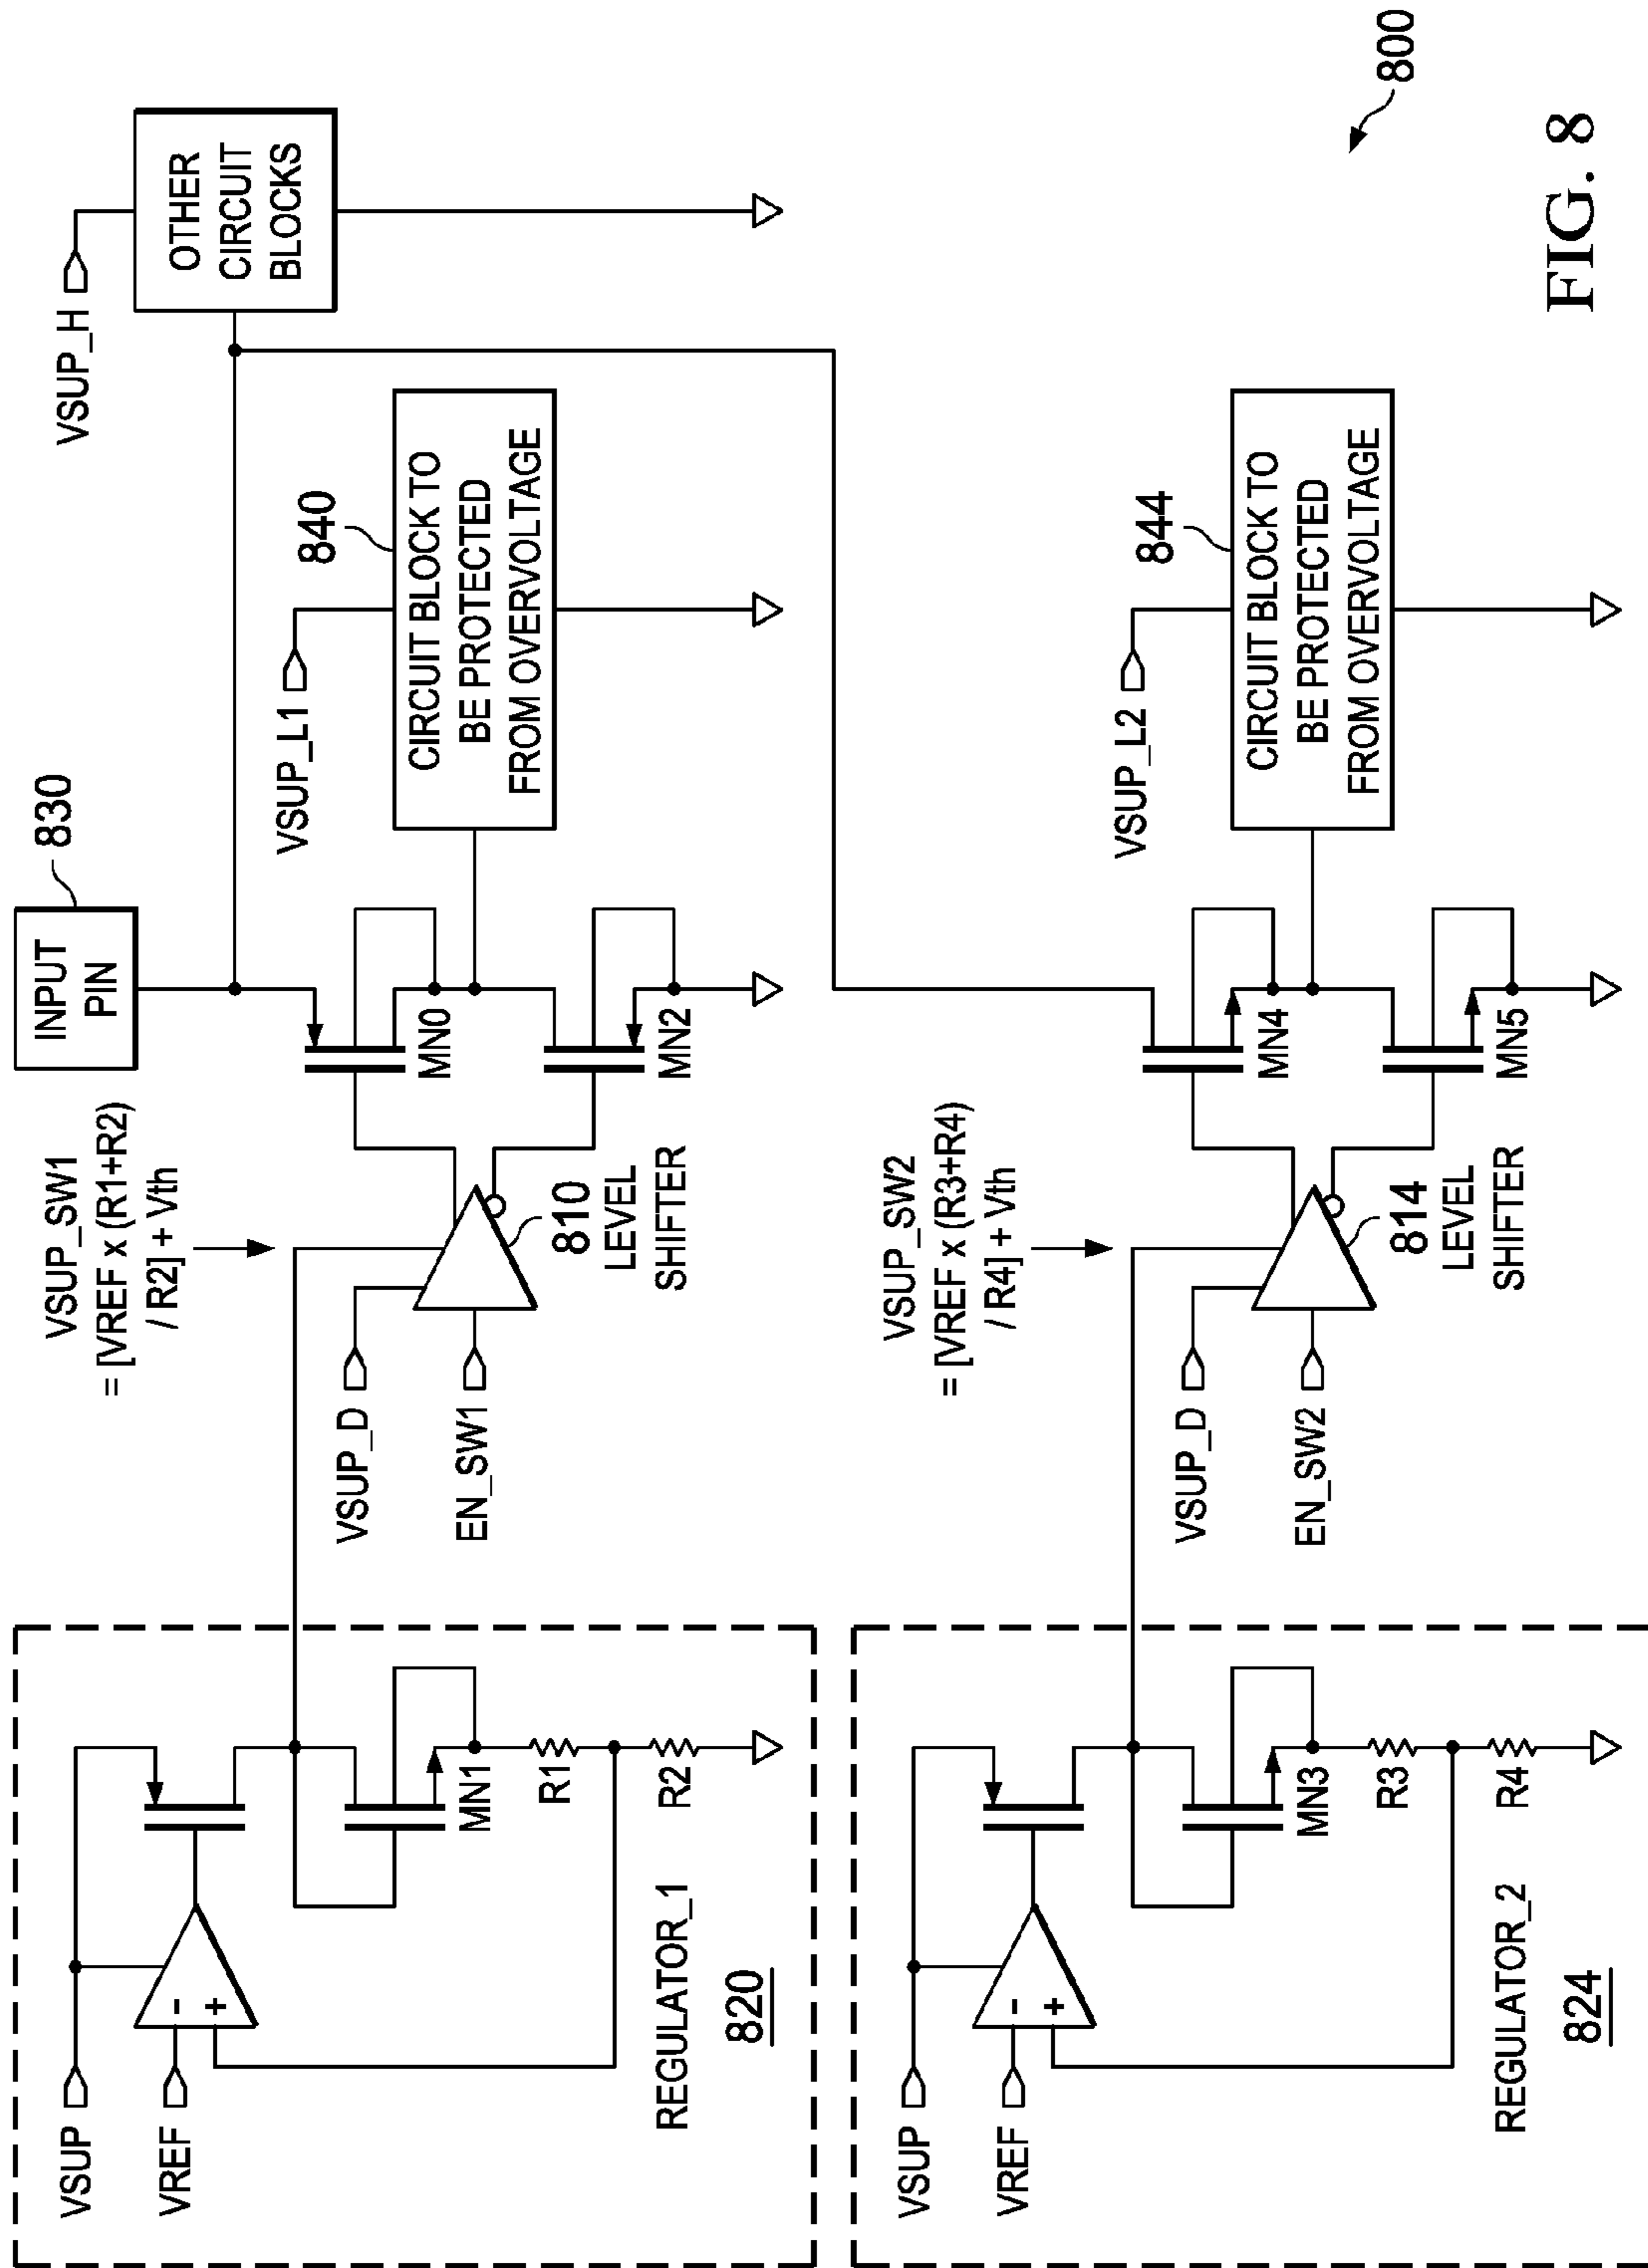 VSUP
VREF
-
+
MN1
R1
R2
REGULATOR_1
820
VSUP_SW1
= [VREF x (R1+R2)
/ R2] + Vth
VSUP_D
EN_SW1
810
LEVEL
SHIFTER
INPUT
PIN
830
MN0
MN2
VSUP_L1
840
CIRCUIT BLOCK TO
BE PROTECTED
FROM OVERVOLTAGE
VSUP_H
OTHER
CIRCUIT
BLOCKS
VSUP
VREF
-
+
MN3
R3
R4
REGULATOR_2
824
VSUP_SW2
= [VREF x (R3+R4)
/ R4] + Vth
VSUP_D
EN_SW2
814
LEVEL
SHIFTER
MN4
MN5
VSUP_L2
844
CIRCUIT BLOCK TO
BE PROTECTED
FROM OVERVOLTAGE
800
FIG. 8